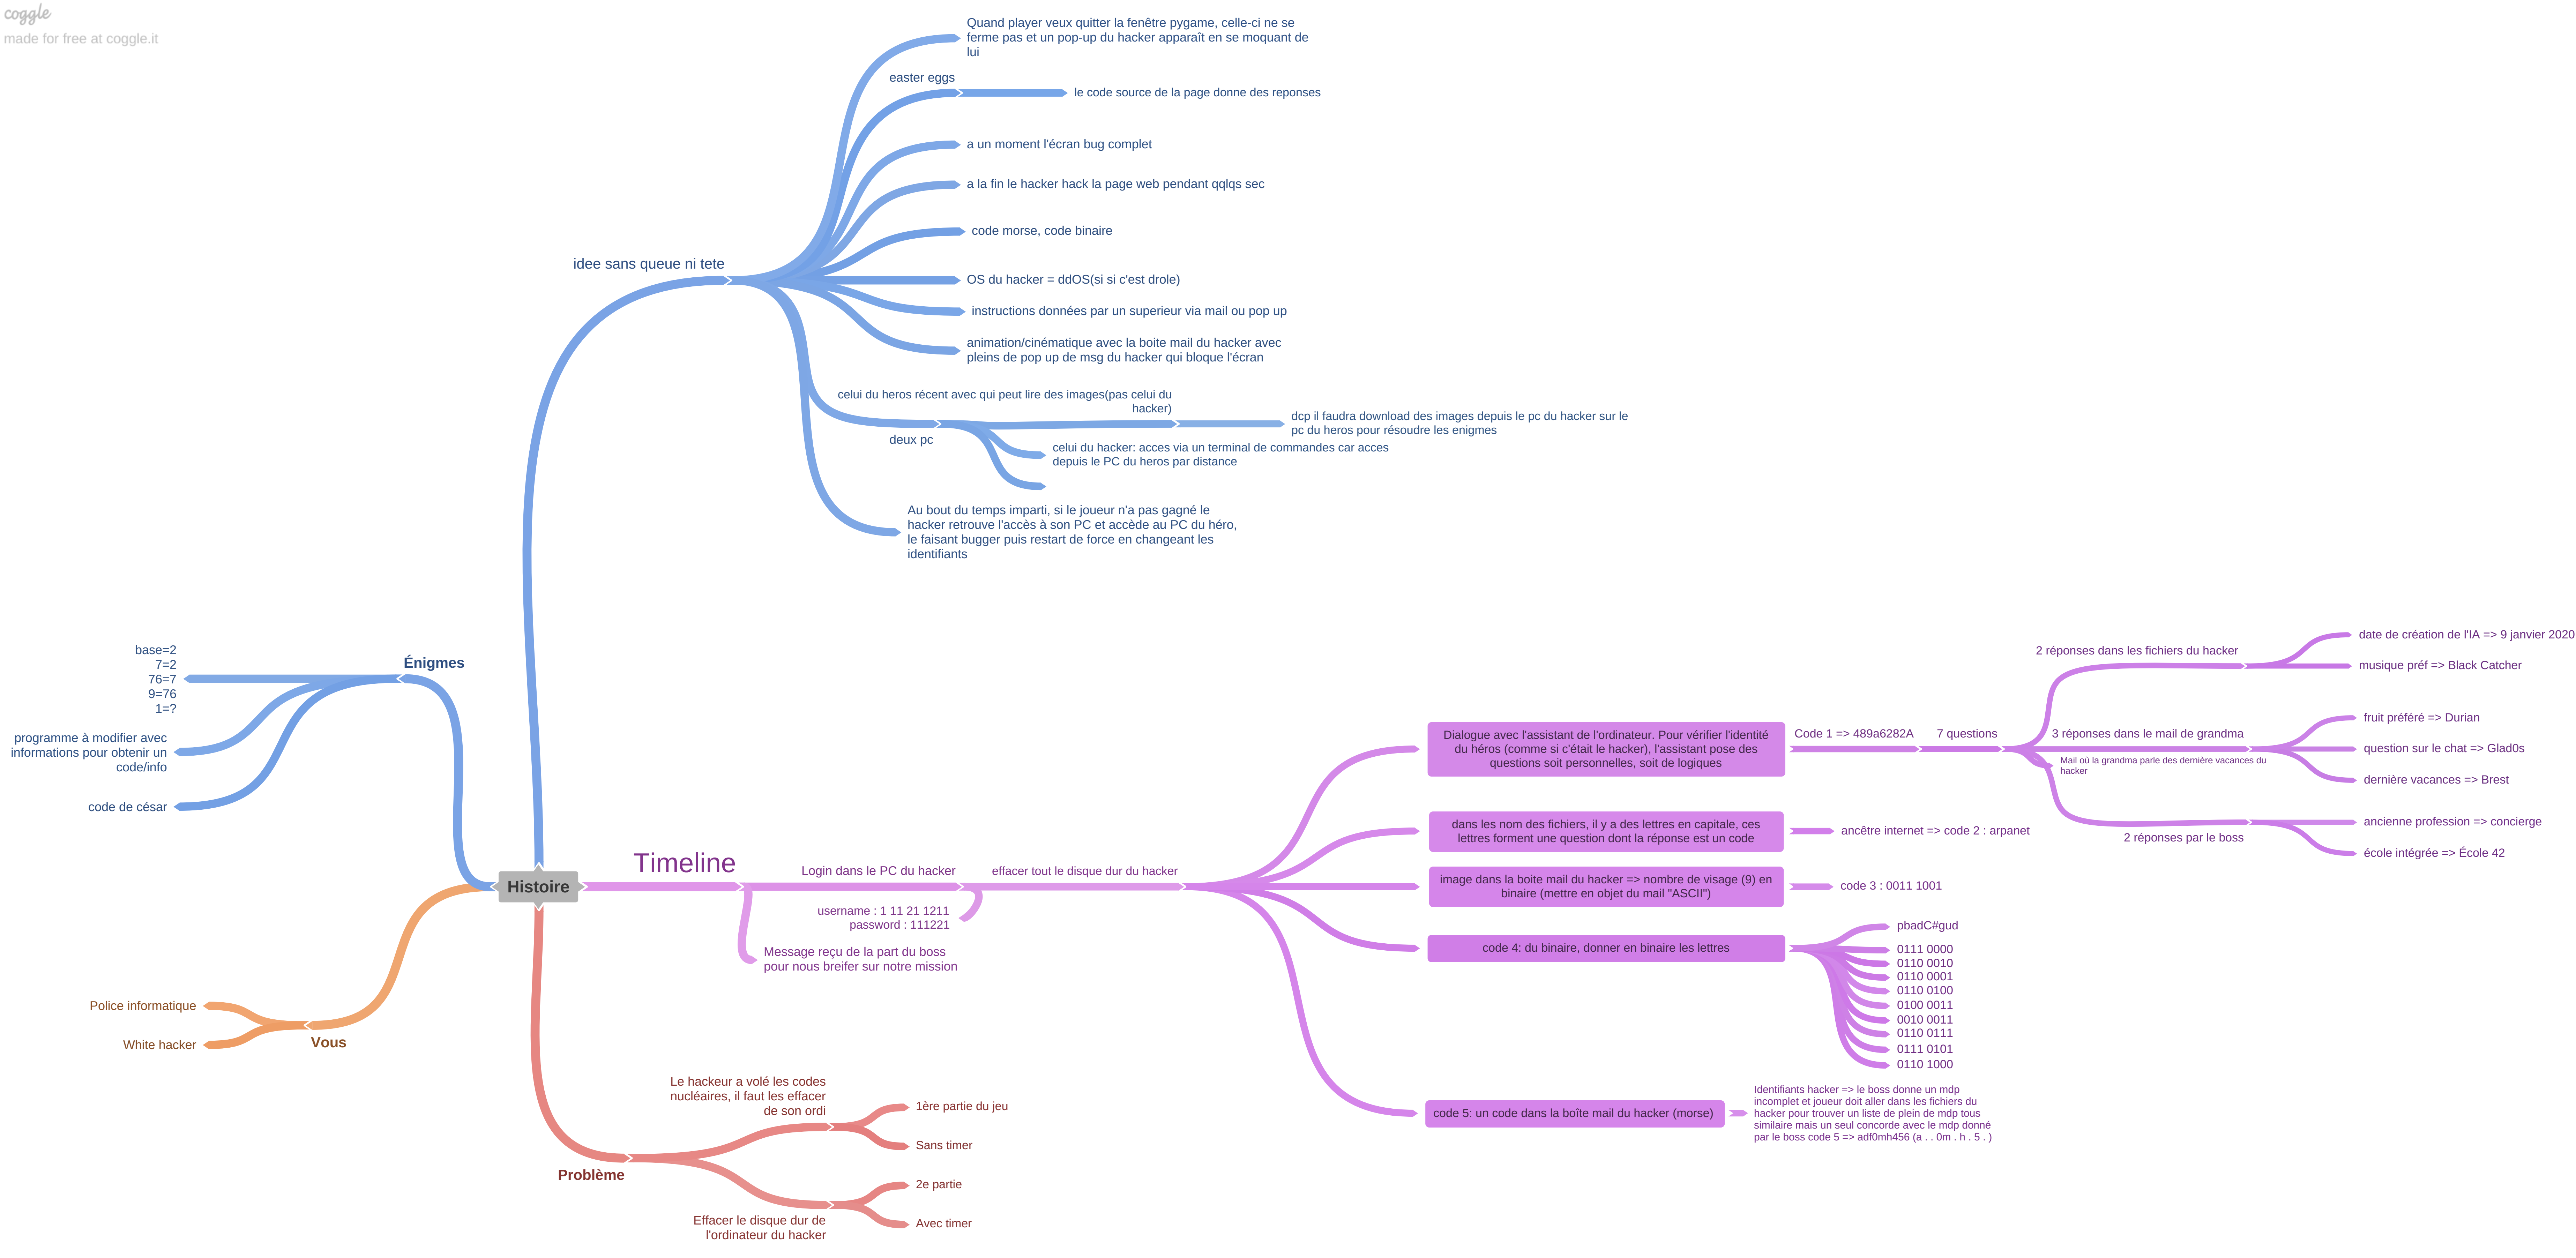 coggle
made for free at coggle.it
Quand player veux quitter la fenêtre pygame, celle-ci ne se
ferme pas et un pop-up du hacker apparaît en se moquant de
lui
easter eggs
le code source de la page donne des reponses
a un moment l'écran bug complet
a la fin le hacker hack la page web pendant qqlqs sec
code morse, code binaire
idee sans queue ni tete
OS du hacker = ddOS(si si c'est drole)
instructions données par un superieur via mail ou pop up
animation/cinématique avec la boite mail du hacker avec
pleins de pop up de msg du hacker qui bloque l'écran
celui du heros récent avec qui peut lire des images(pas celui du
hacker)
dcp il faudra download des images depuis le pc du hacker sur le
pc du heros pour résoudre les enigmes
deux pc
celui du hacker: acces via un terminal de commandes car acces
depuis le PC du heros par distance
Au bout du temps imparti, si le joueur n'a pas gagné le
hacker retrouve l'accès à son PC et accède au PC du héro,
le faisant bugger puis restart de force en changeant les
identifiants
Énigmes
base=2
7=2
76=7
9=76
1=?
programme à modifier avec
informations pour obtenir un
code/info
code de césar
Histoire
Timeline
Login dans le PC du hacker
username : 1 11 21 1211
password : 111221
Message reçu de la part du boss
pour nous breifer sur notre mission
effacer tout le disque dur du hacker
Dialogue avec l'assistant de l'ordinateur. Pour vérifier l'identité
du héros (comme si c'était le hacker), l'assistant pose des
questions soit personnelles, soit de logiques
Code 1 => 489a6282A
7 questions
2 réponses dans les fichiers du hacker
date de création de l'IA => 9 janvier 2020
musique préf => Black Catcher
3 réponses dans le mail de grandma
fruit préféré => Durian
question sur le chat => Glad0s
dernière vacances => Brest
Mail où la grandma parle des dernière vacances du
hacker
2 réponses par le boss
ancienne profession => concierge
école intégrée => École 42
dans les nom des fichiers, il y a des lettres en capitale, ces
lettres forment une question dont la réponse est un code
ancêtre internet => code 2 : arpanet
image dans la boite mail du hacker => nombre de visage (9) en
binaire (mettre en objet du mail "ASCII")
code 3 : 0011 1001
code 4: du binaire, donner en binaire les lettres
pbadC#gud
0111 0000
0110 0010
0110 0001
0110 0100
0100 0011
0010 0011
0110 0111
0111 0101
0110 1000
code 5: un code dans la boîte mail du hacker (morse)
Identifiants hacker => le boss donne un mdp
incomplet et joueur doit aller dans les fichiers du
hacker pour trouver un liste de plein de mdp tous
similaire mais un seul concorde avec le mdp donné
par le boss code 5 => adf0mh456 (a . . 0m . h . 5 . )
Vous
Police informatique
White hacker
Problème
Le hackeur a volé les codes
nucléaires, il faut les effacer
de son ordi
1ère partie du jeu
Sans timer
Effacer le disque dur de
l'ordinateur du hacker
2e partie
Avec timer